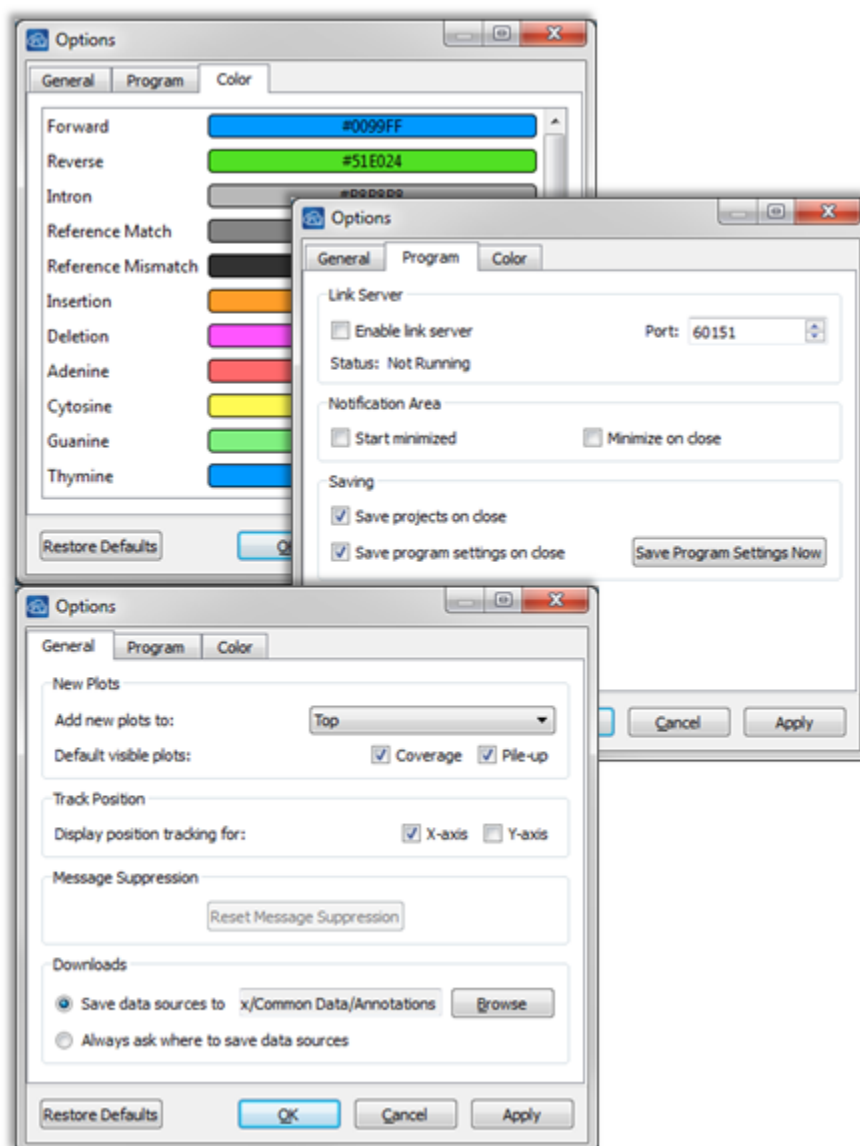 Options
General Program Color
Forward #0099FF
Reverse #51E024
Intron #B8B8B8
Reference Match
Reference Mismatch
Insertion
Deletion
Adenine
Cytosine
Guanine
Thymine
Restore Defaults
Options
General Program Color
Link Server
Enable link server Port: 60151
Status: Not Running
Notification Area
Start minimized Minimize on close
Saving
Save projects on close
Save program settings on close Save Program Settings Now
Cancel Apply
Options
General Program Color
New Plots
Add new plots to: Top
Default visible plots: Coverage Pile-up
Track Position
Display position tracking for: X-axis Y-axis
Message Suppression
Reset Message Suppression
Downloads
Save data sources to x/Common Data/Annotations Browse
Always ask where to save data sources
Restore Defaults OK Cancel Apply